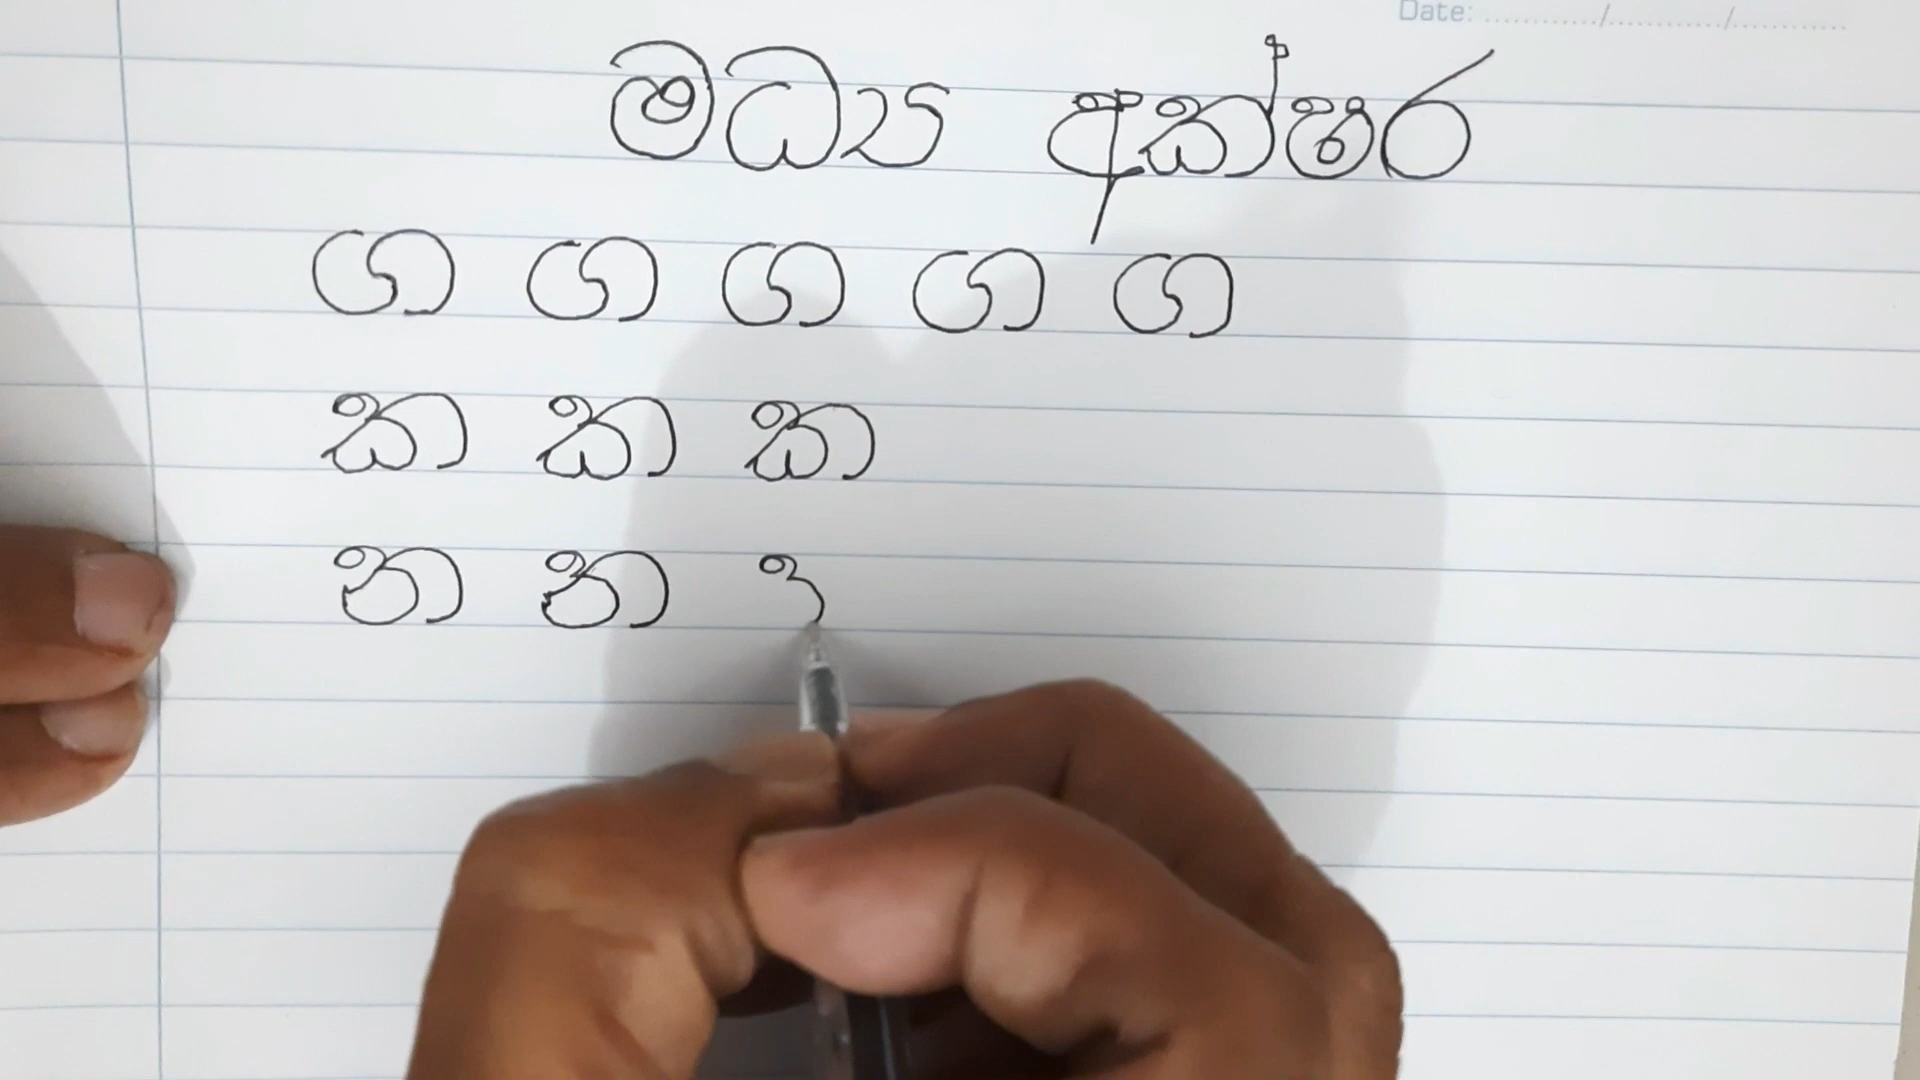 Date: ............/............/............
මධ්‍ය අක්ෂර
ග ග ග ග ග
ක ක ක
ත ත